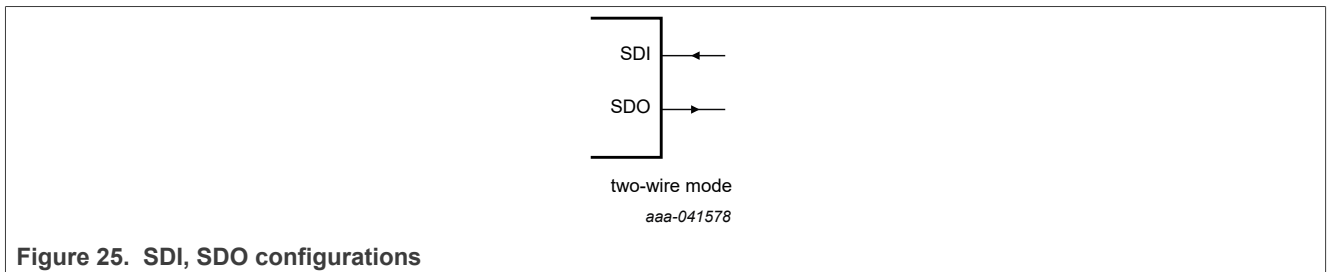 SDI
SDO
two-wire mode
aaa-041578
Figure 25. SDI, SDO configurations